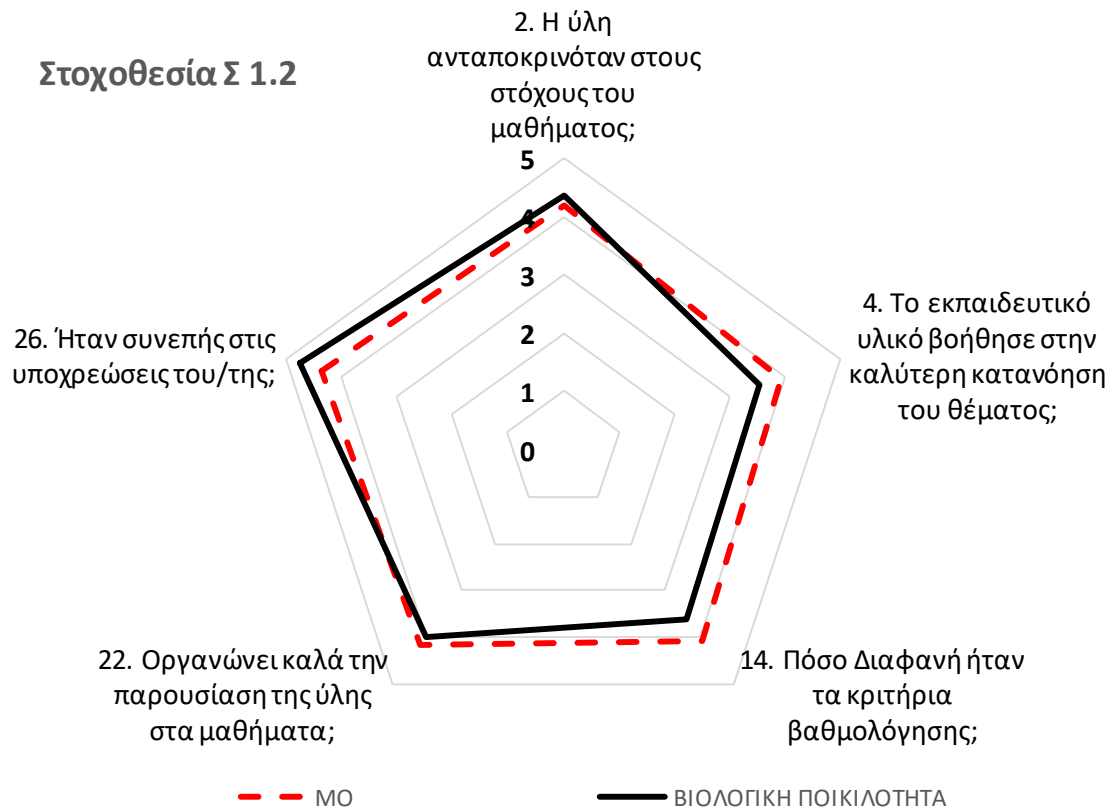 Στοχοθεσία Σ 1.2
2. Η ύλη
ανταποκρινόταν στους
στόχους του
μαθήματος;
5
4
3
2
1
0
4. Το εκπαιδευτικό
υλικό βοήθησε στην
καλύτερη κατανόηση
του θέματος;
14. Πόσο Διαφανή ήταν
τα κριτήρια
βαθμολόγησης;
22. Οργανώνει καλά την
παρουσίαση της ύλης
στα μαθήματα;
26. Ήταν συνεπής στις
υποχρεώσεις του/της;
ΜΟ
ΒΙΟΛΟΓΙΚΗ ΠΟΙΚΙΛΟΤΗΤΑ